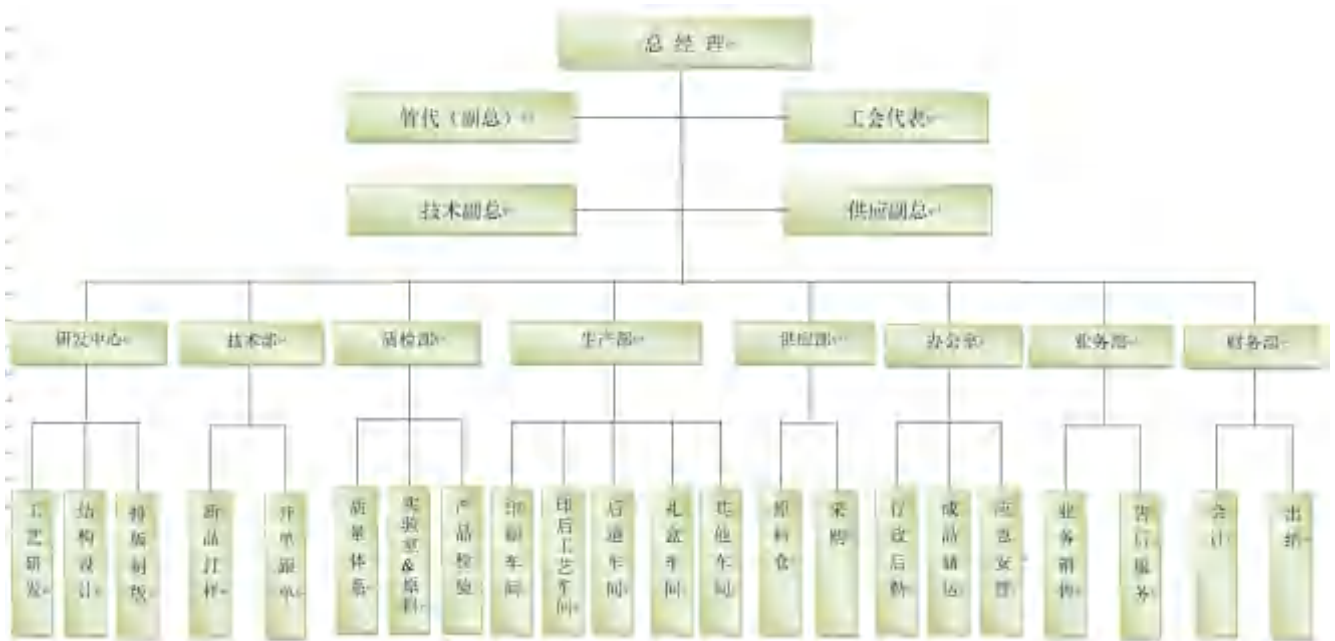 总 经 理
管代（副总） 工会代表
技术副总 供应副总
研发中心 技术部 质检部 生产部 供应部 办公室 业务部 财务部
工艺研发
结构设计
排版制版
新品打样
开单跟单
质量体系
实验室&原料
产品检验
印刷车间
印后工艺车间
后道车间
礼盒车间
其他车间
原料仓
采购
行政后勤
成品储运
应急安管
售后服务
会计
出纳